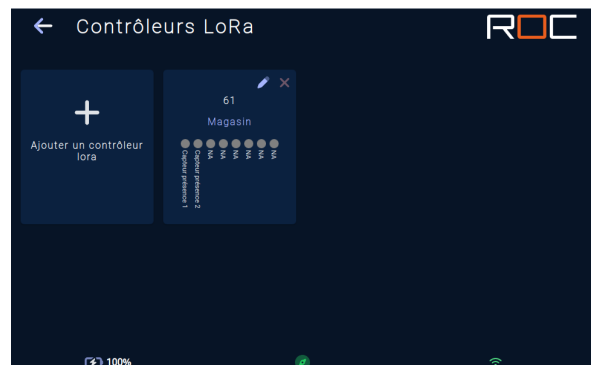 Contrôleurs LoRa
ROC
Ajouter un contrôleur
lora
61
Magasin
Capteur présence 1
Capteur présence 2
NA
NA
NA
NA
NA
NA
100%